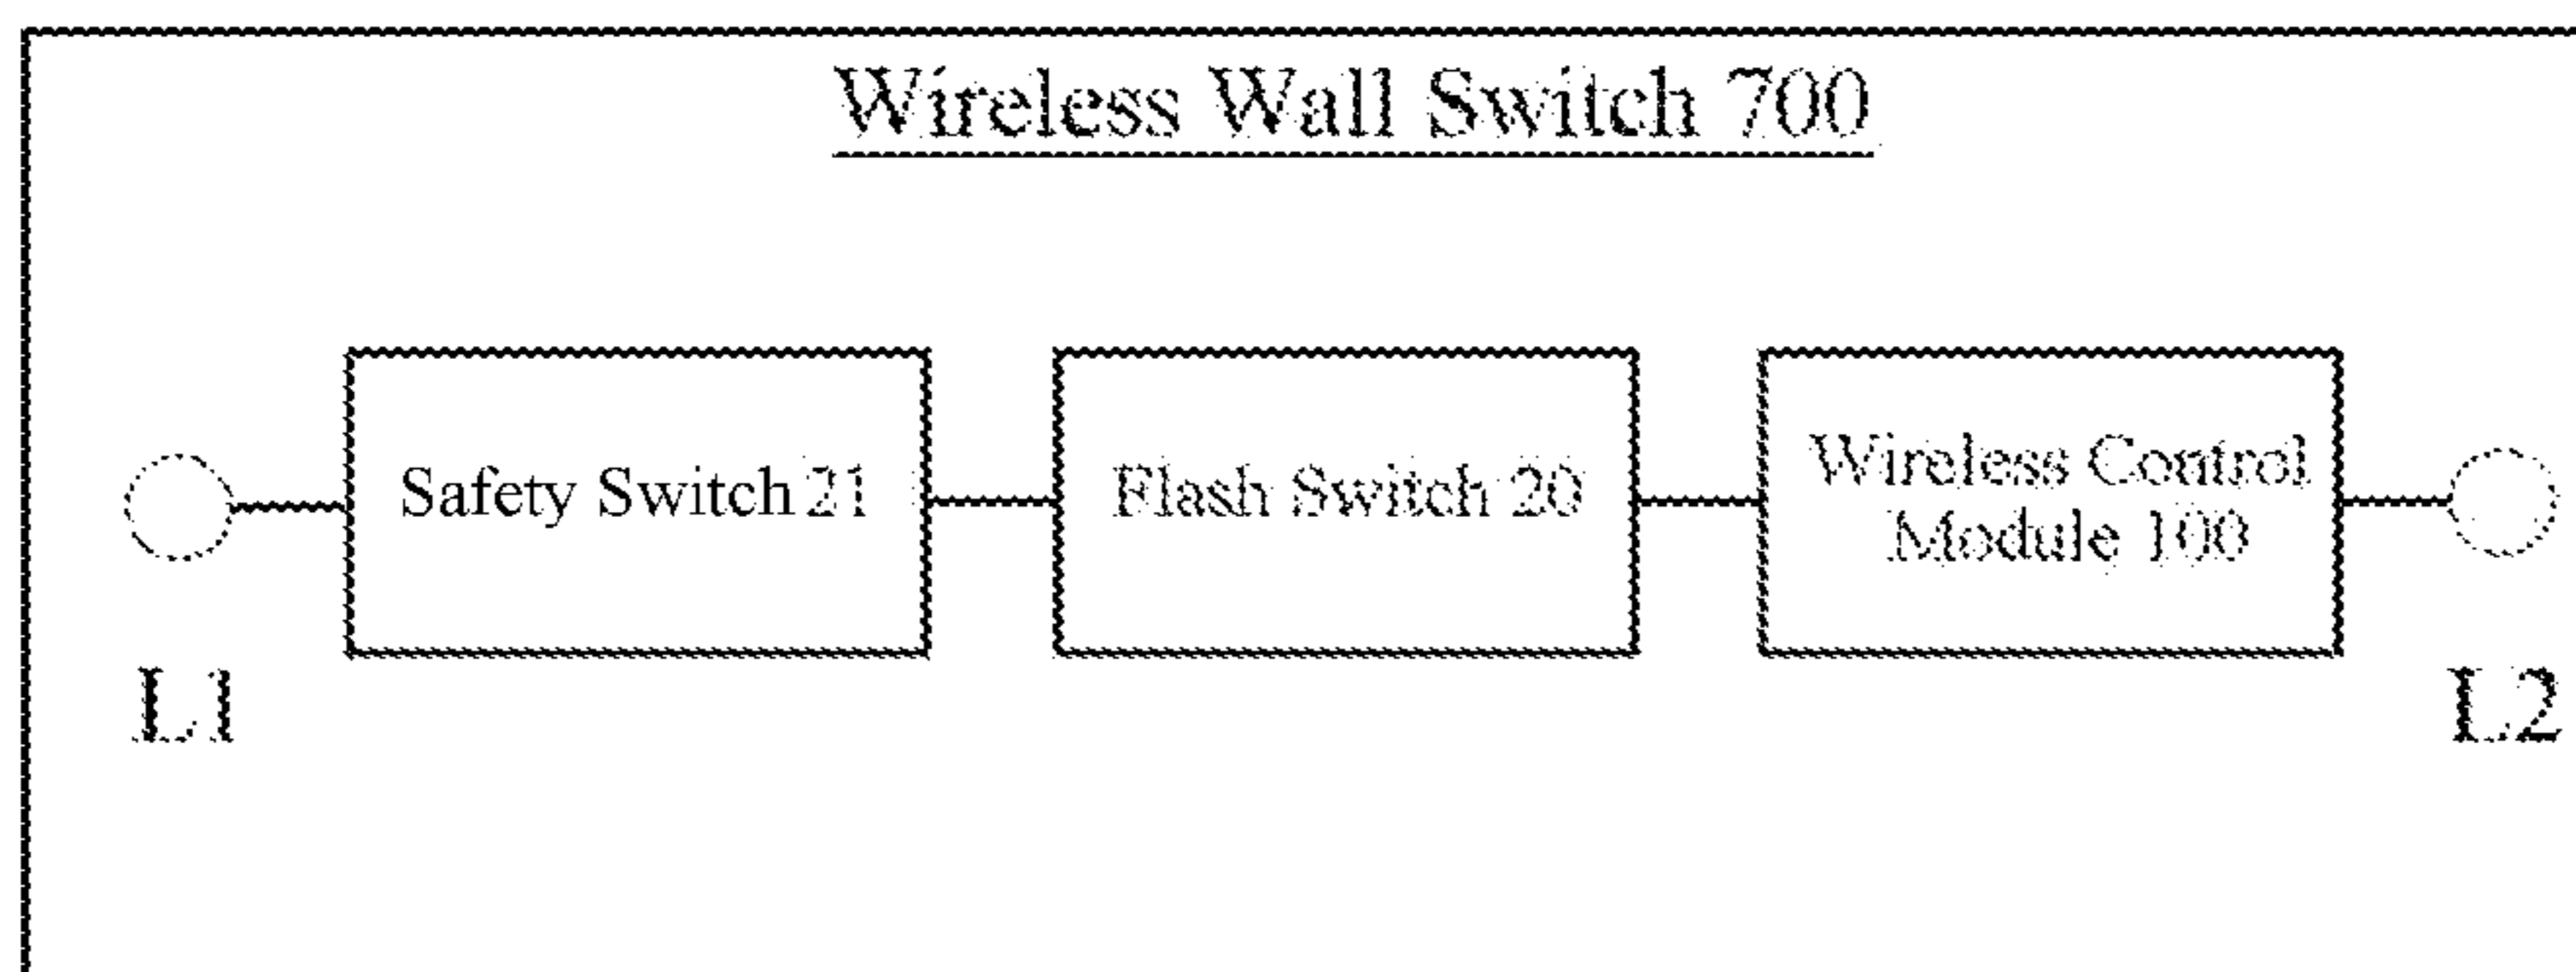 Wireless Wall Switch 700
Safety Switch 21
Flash Switch 20
Wireless Control
Module 100
L1
L2